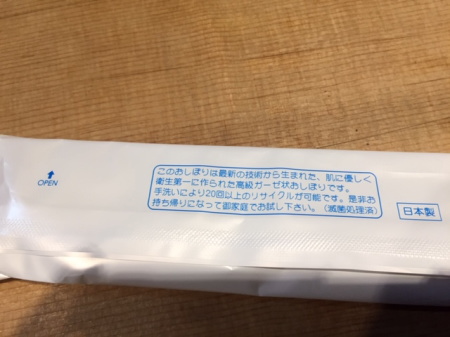 OPEN
このおしぼりは最新の技術から生まれた、肌に優しく
衛生第一に作られた高級ガーゼ状おしぼりです。
手洗いにより20回以上のリサイクルが可能です。是非お
持ち帰りになって御家庭でお試し下さい。(滅菌処理済)
日本製